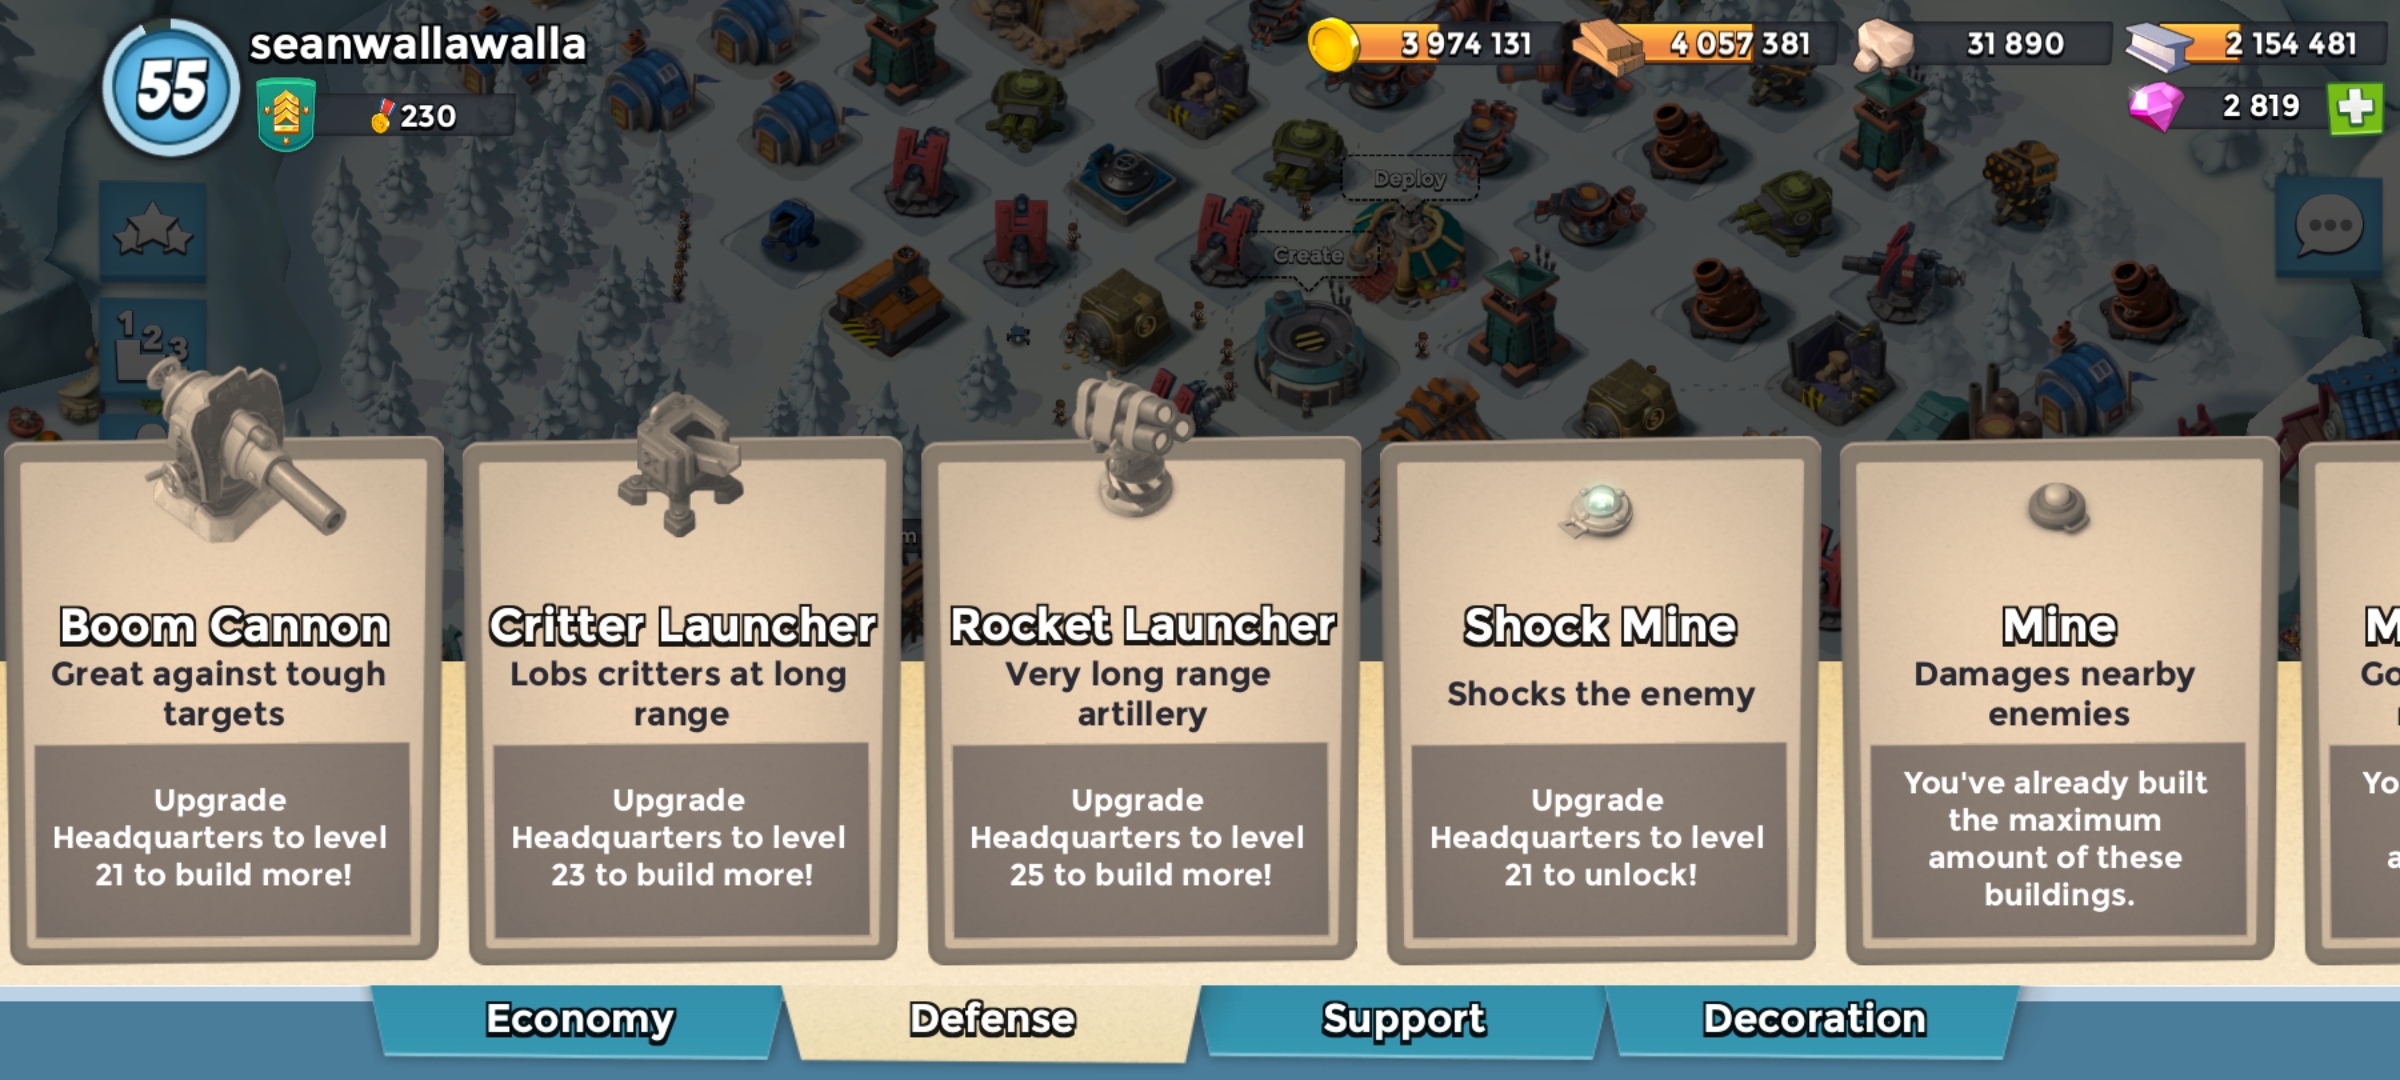 55
seanwallawalla
230
3 974 131
4 057 381
31 890
2 154 481
2 819
Deploy
Create
1 2 3
Boom Cannon
Great against tough
targets
Upgrade
Headquarters to level
21 to build more!
Critter Launcher
Lobs critters at long
range
Upgrade
Headquarters to level
23 to build more!
Rocket Launcher
Very long range
artillery
Upgrade
Headquarters to level
25 to build more!
Shock Mine
Shocks the enemy
Upgrade
Headquarters to level
21 to unlock!
Mine
Damages nearby
enemies
You've already built
the maximum
amount of these
buildings.
Economy
Defense
Support
Decoration